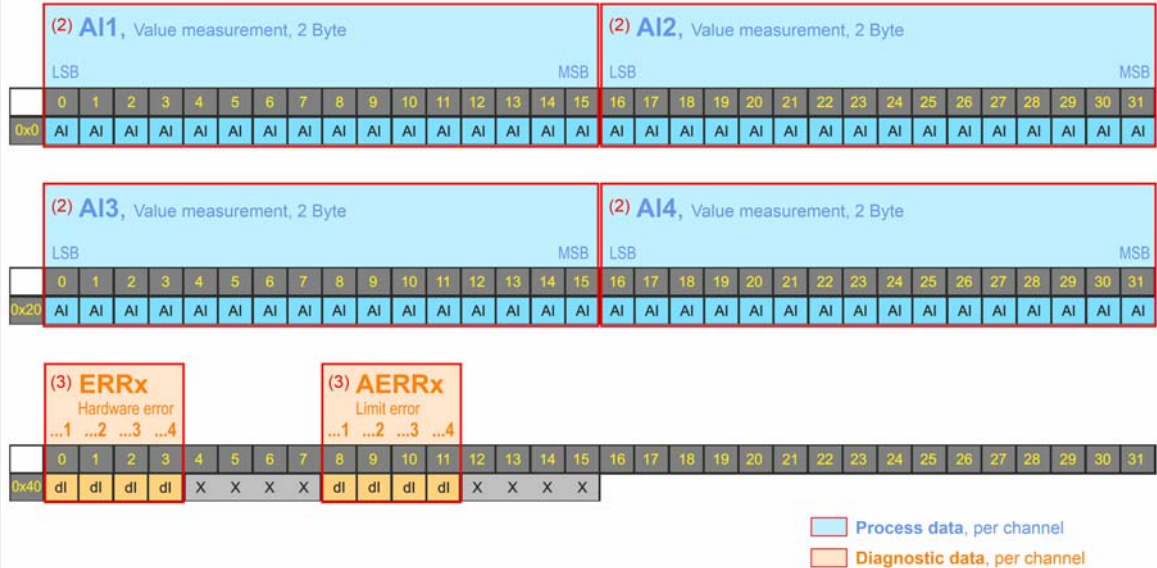 (2) AI1, Value measurement, 2 Byte (2) AI2, Value measurement, 2 Byte
LSB MSB LSB MSB
0 1 2 3 4 5 6 7 8 9 10 11 12 13 14 15 16 17 18 19 20 21 22 23 24 25 26 27 28 29 30 31
0x0 AI AI AI AI AI AI AI AI AI AI AI AI AI AI AI AI AI AI AI AI AI AI AI AI AI AI AI AI AI AI AI AI
(2) AI3, Value measurement, 2 Byte (2) AI4, Value measurement, 2 Byte
LSB MSB LSB MSB
0 1 2 3 4 5 6 7 8 9 10 11 12 13 14 15 16 17 18 19 20 21 22 23 24 25 26 27 28 29 30 31
0x20 AI AI AI AI AI AI AI AI AI AI AI AI AI AI AI AI AI AI AI AI AI AI AI AI AI AI AI AI AI AI AI AI
(3) ERRx (3) AERRx
Hardware error Limit error
...1 ...2 ...3 ...4 ...1 ...2 ...3 ...4
0 1 2 3 4 5 6 7 8 9 10 11 12 13 14 15 16 17 18 19 20 21 22 23 24 25 26 27 28 29 30 31
0x40 dI dI dI dI X X X X dI dI dI dI X X X X
Process data, per channel
Diagnostic data, per channel